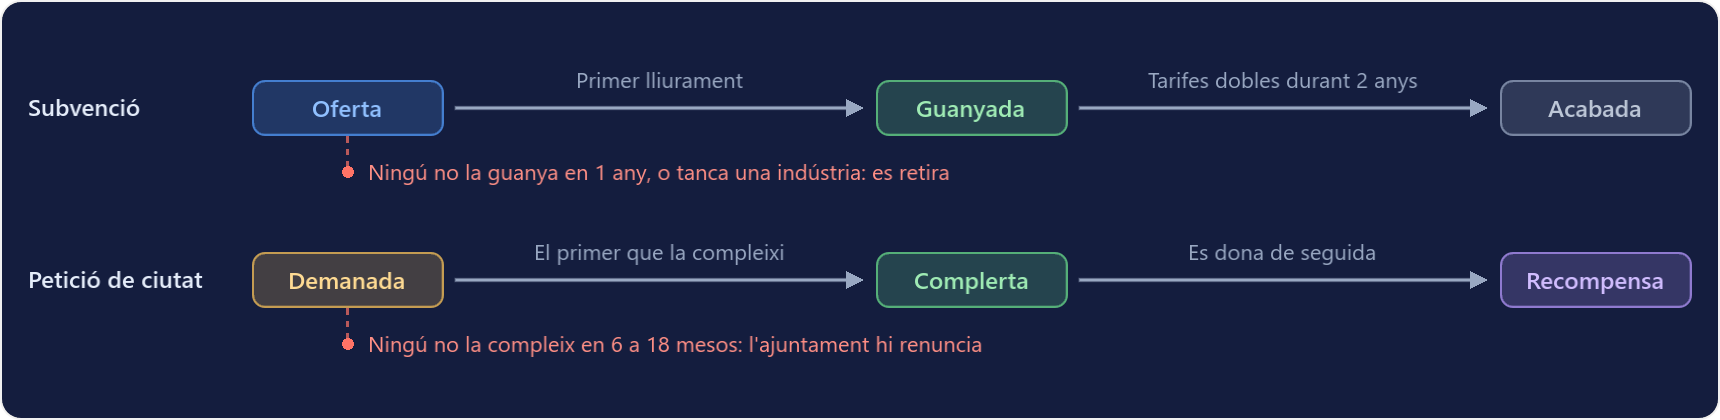 Primer lliurament
Tarifes dobles durant 2 anys
Subvenció
Oferta
Guanyada
Acabada
Ningú no la guanya en 1 any, o tanca una indústria: es retira
El primer que la compleixi
Es dona de seguida
Petició de ciutat
Demanada
Complerta
Recompensa
Ningú no la compleix en 6 a 18 mesos: l'ajuntament hi renuncia